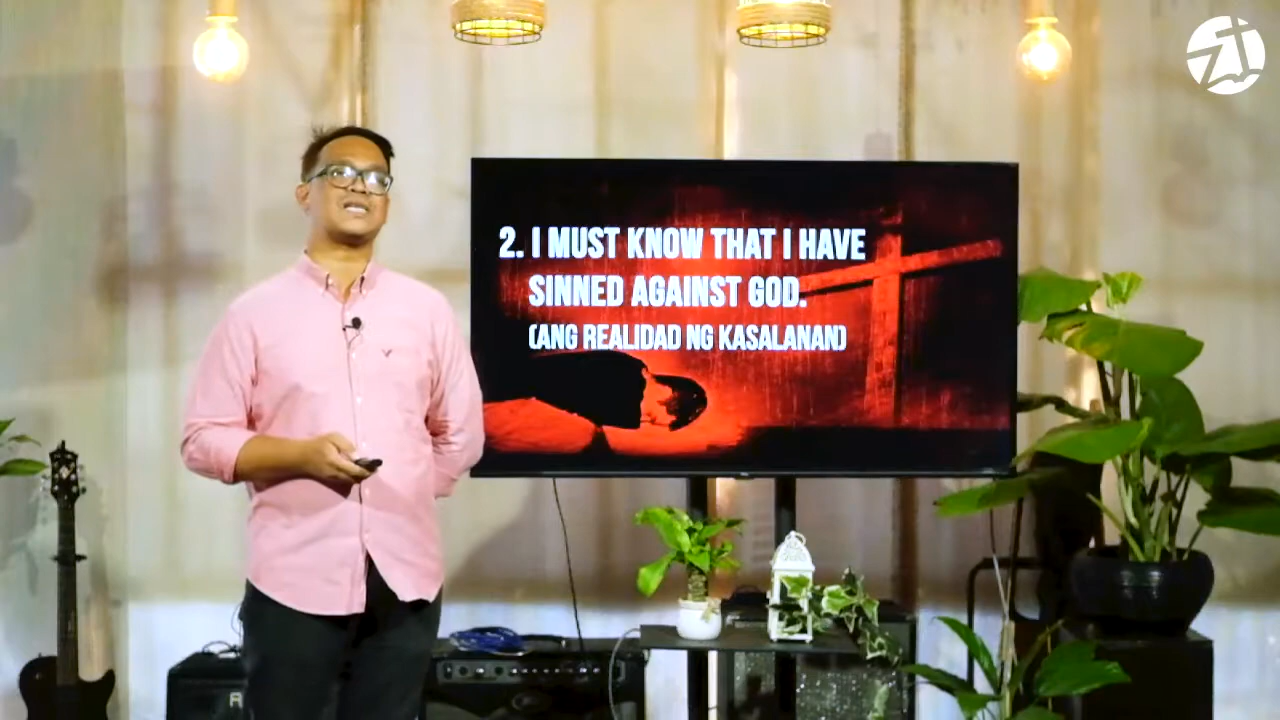 2. I MUST KNOW THAT I HAVE
SINNED AGAINST GOD.
(ANG REALIDAD NG KASALANAN)